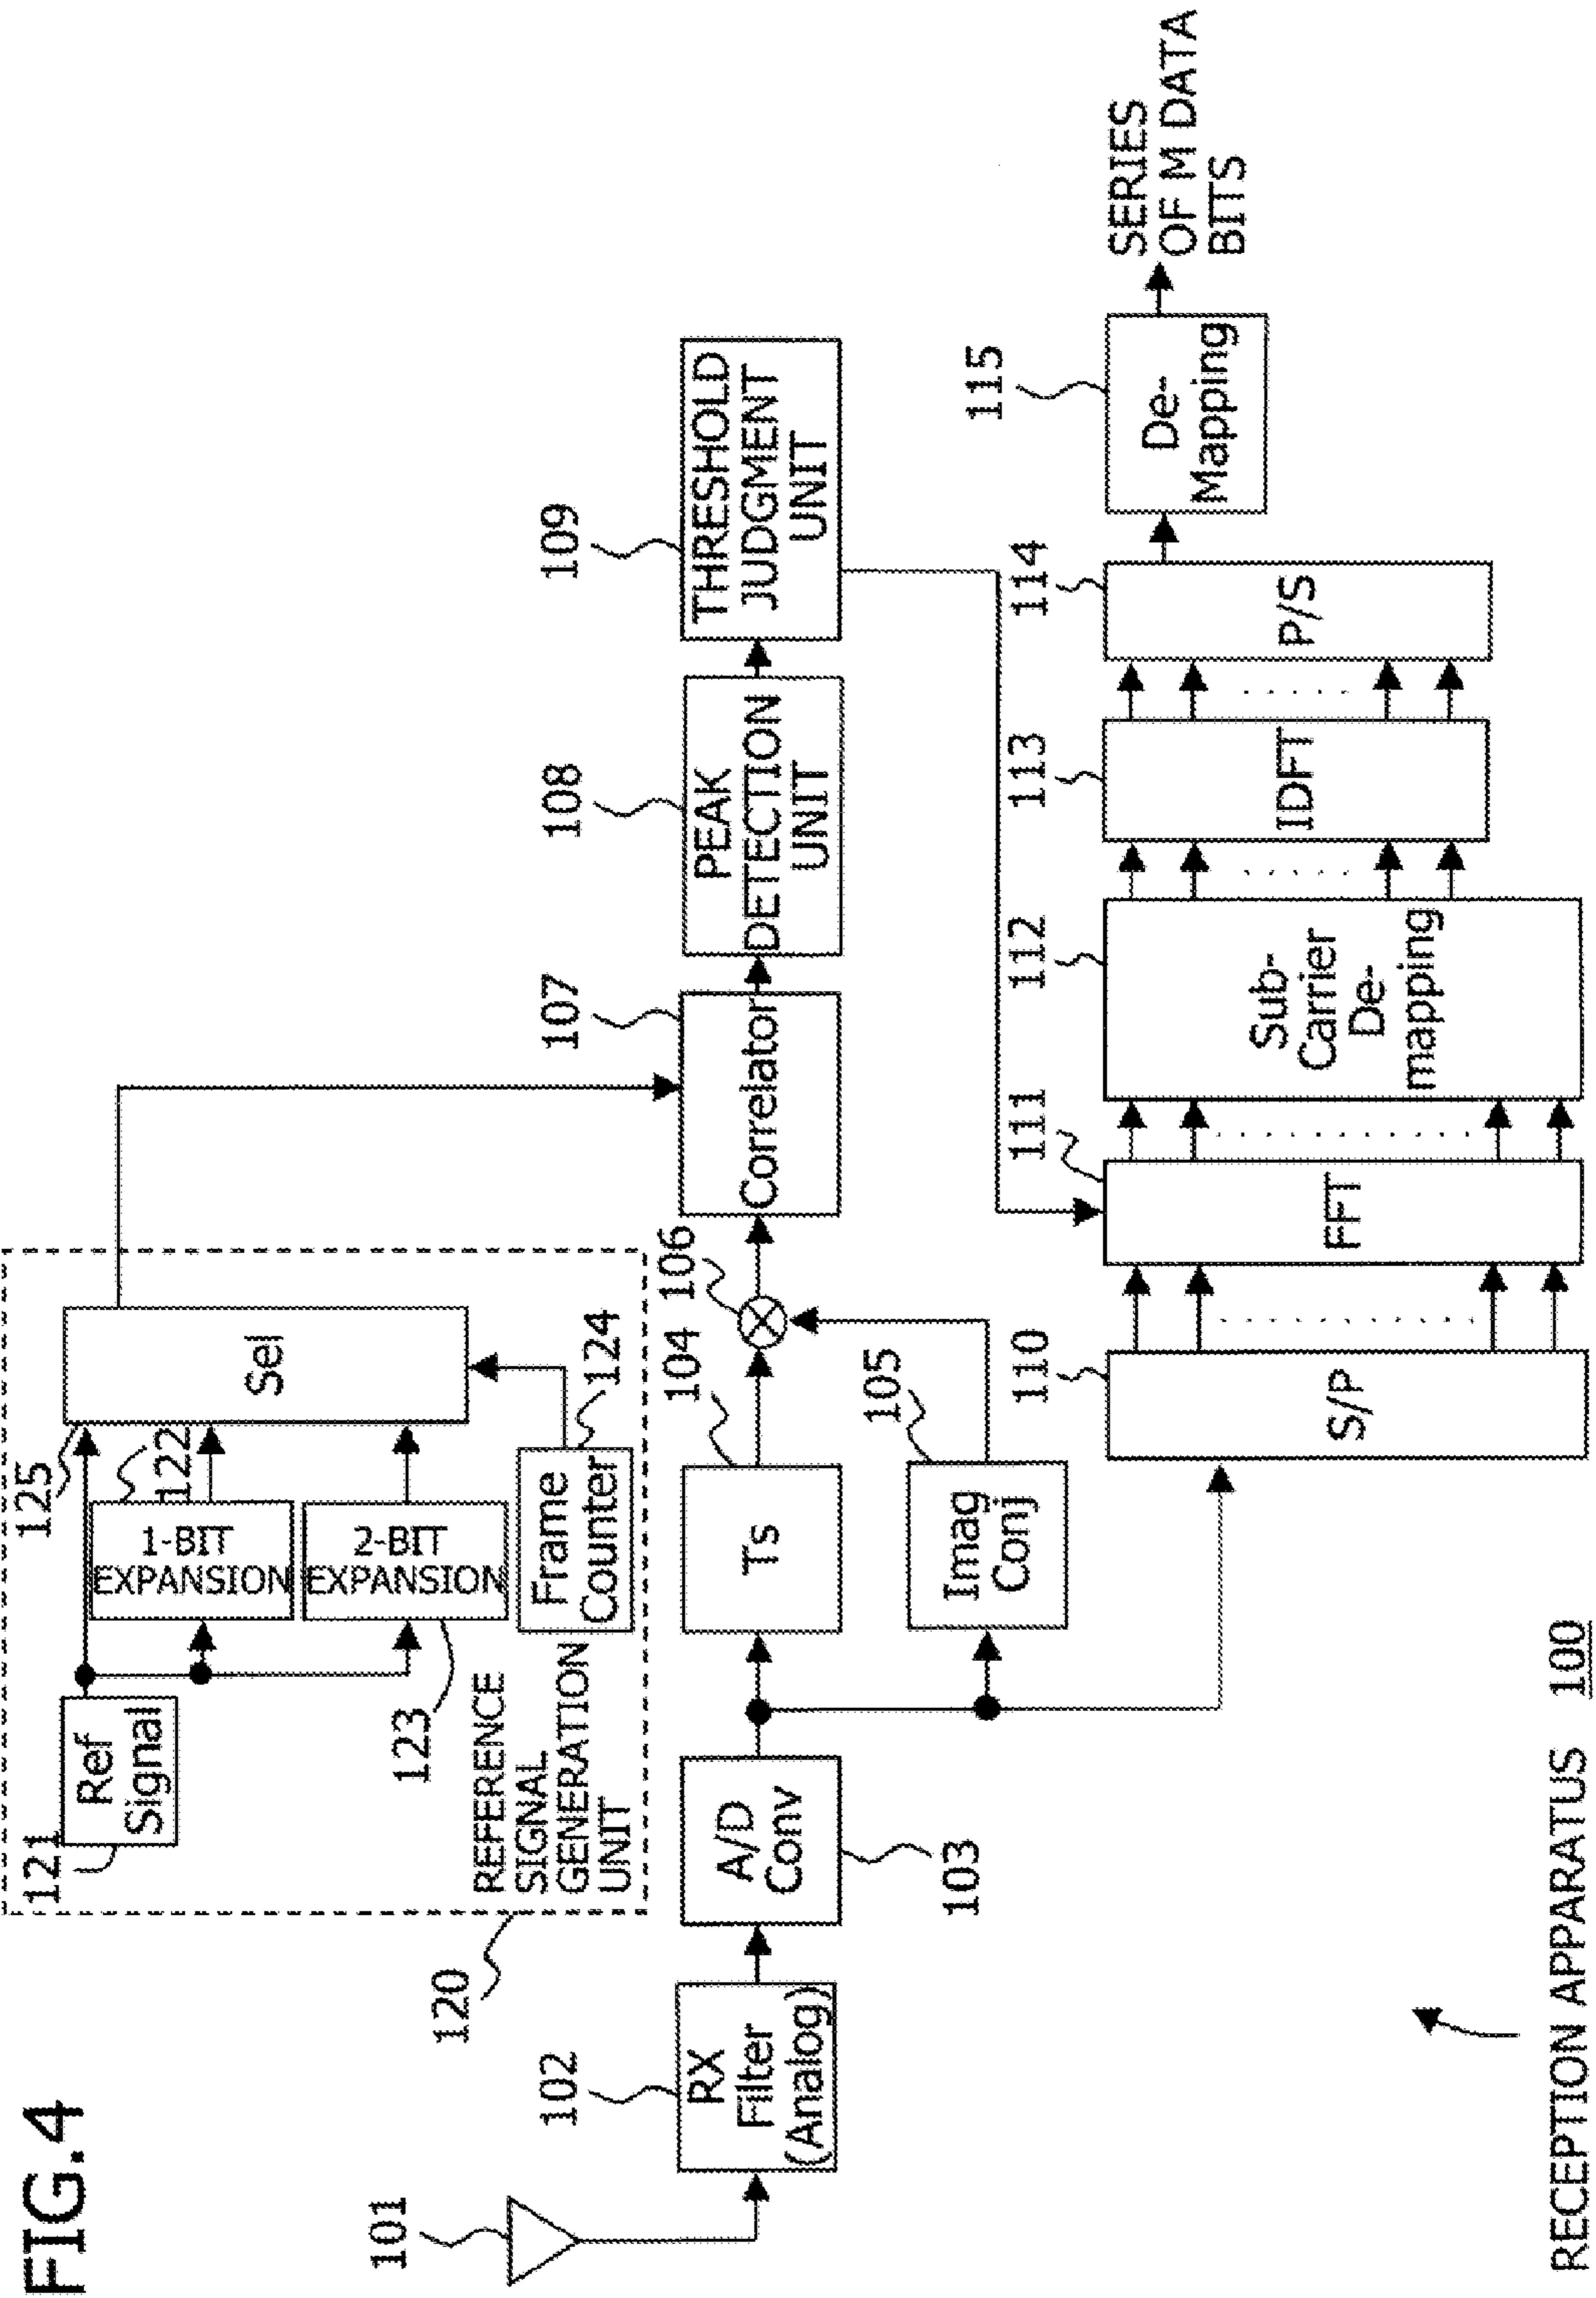 FIG.4
120
121
Ref
Signal
125
122
1-BIT
EXPANSION
2-BIT
EXPANSION
123
Frame
Counter
124
Sel
REFERENCE
SIGNAL
GENERATION
UNIT
101
102
RX
Filter
(Analog)
A/D
Conv
103
104
Ts
105
Imag
Conj
106
107
Correlator
108
PEAK
DETECTION
UNIT
109
THRESHOLD
JUDGMENT
UNIT
110
S/P
111
FFT
112
Sub-
Carrier
De-
mapping
113
IDFT
114
P/S
115
De-
Mapping
SERIES
OF M DATA
BITS
RECEPTION APPARATUS 100